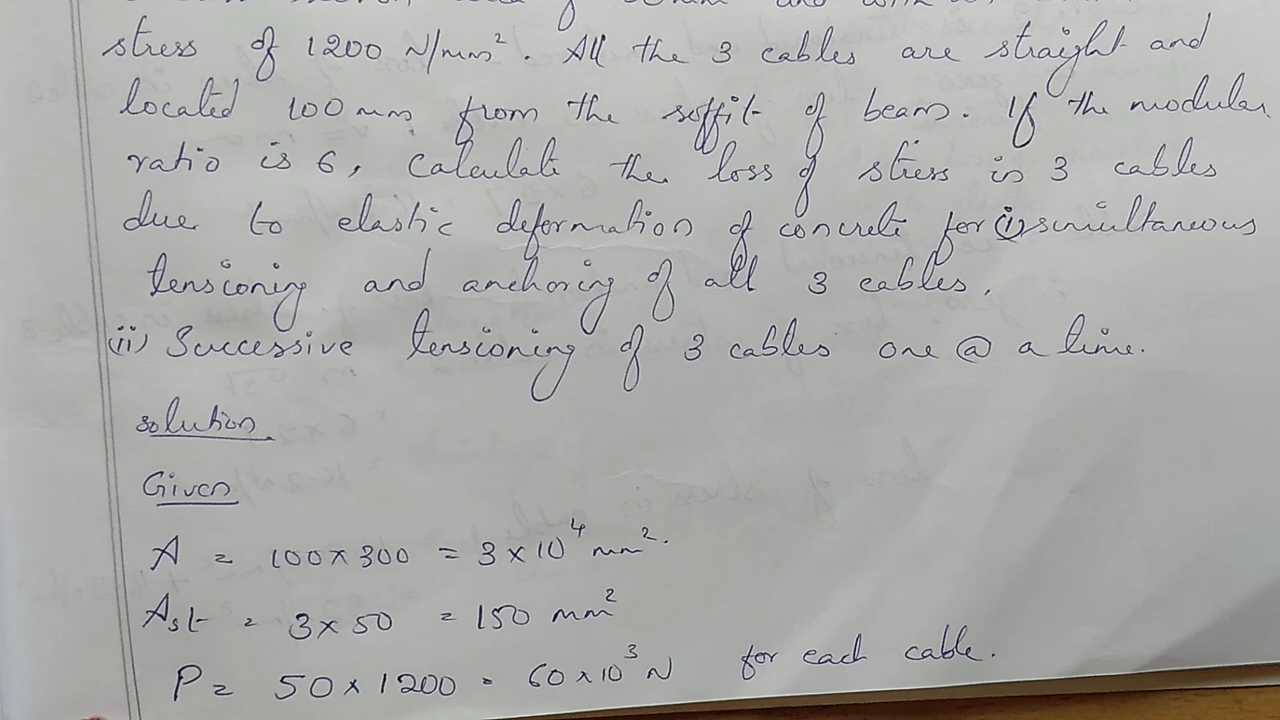 stress of 1200 N/mm². All the 3 cables are straight and
located 100 mm from the soffit of beam. If the modular
ratio is 6, Calculate the loss of stress in 3 cables
due to elastic deformation of concrete for (i) simultaneous
tensioning and anchoring of all 3 cables.
(ii) Successive tensioning of 3 cables one @ a time.
solution
Given
A = 100 x 300 = 3 x 10⁴ mm².
Ast = 3 x 50 = 150 mm²
P = 50 x 1200 = 60 x 10³ N for each cable.